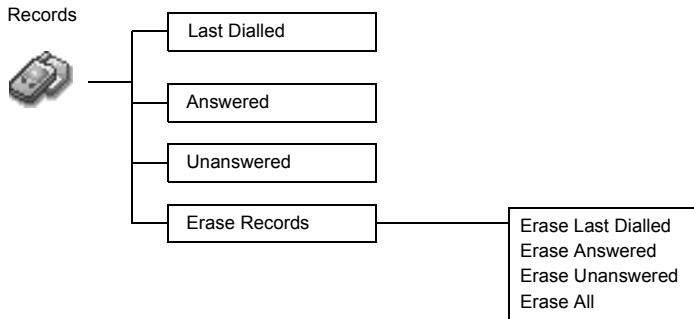 Records
Last Dialled
Answered
Unanswered
Erase Records
Erase Last Dialled
Erase Answered
Erase Unanswered
Erase All